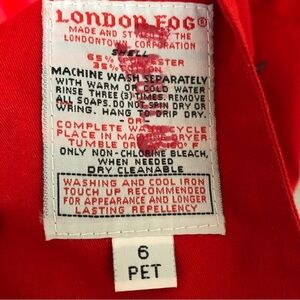 LONDON FOG®
MADE AND STYLED BY THE
LONDONTOWN CORPORATION
SHELL
65% POLYESTER
35%
MACHINE WASH SEPARATELY
WITH WARM OR COLD WATER
RINSE THREE (3) TIMES. REMOVE
ALL SOAPS. DO NOT SPIN DRY OR
WRING. HANG TO DRIP DRY.
-OR-
COMPLETE WASH CYCLE
PLACE IN MACHINE DRYER
TUMBLE DRY F
ONLY NON-CHLORINE BLEACH,
WHEN NEEDED
DRY CLEANABLE
WASHING AND COOL IRON
TOUCH UP RECOMMENDED
FOR APPEARANCE AND LONGER
LASTING REPELLENCY
6
PET